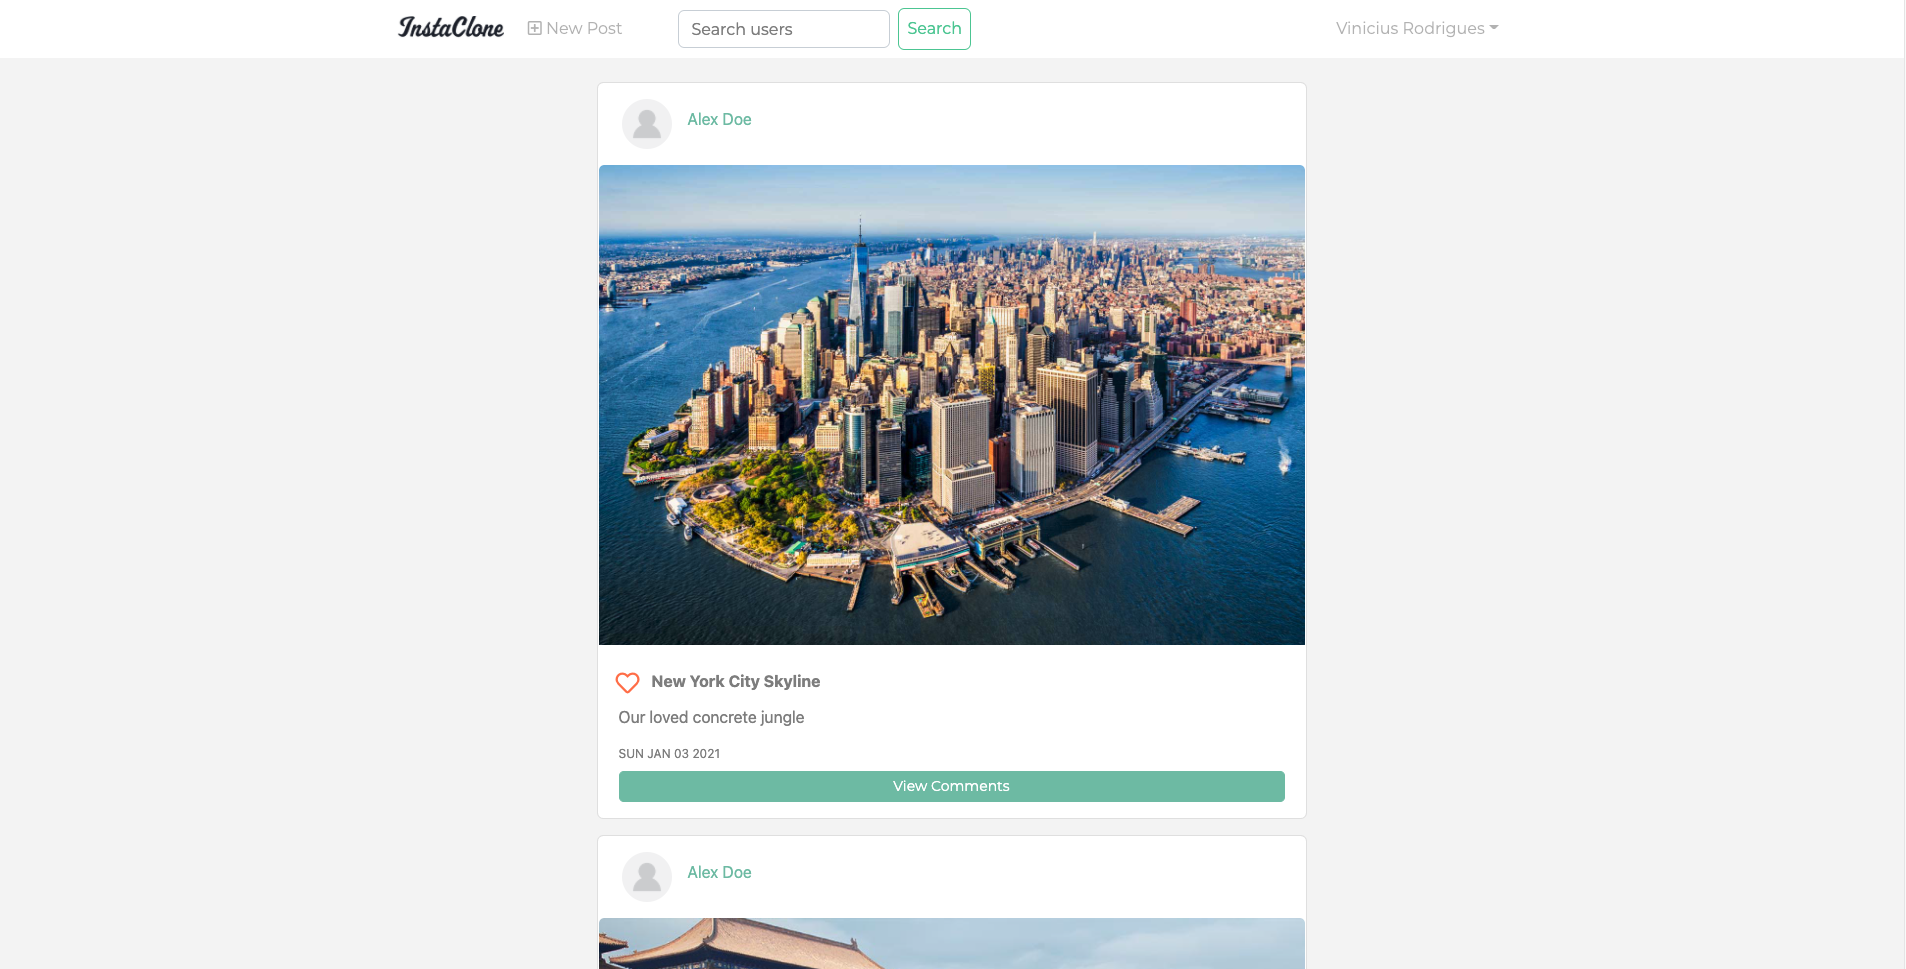 InstaClone New Post Search users Search Vinicius Rodrigues
Alex Doe
New York City Skyline
Our loved concrete jungle
SUN JAN 03 2021
View Comments
Alex Doe